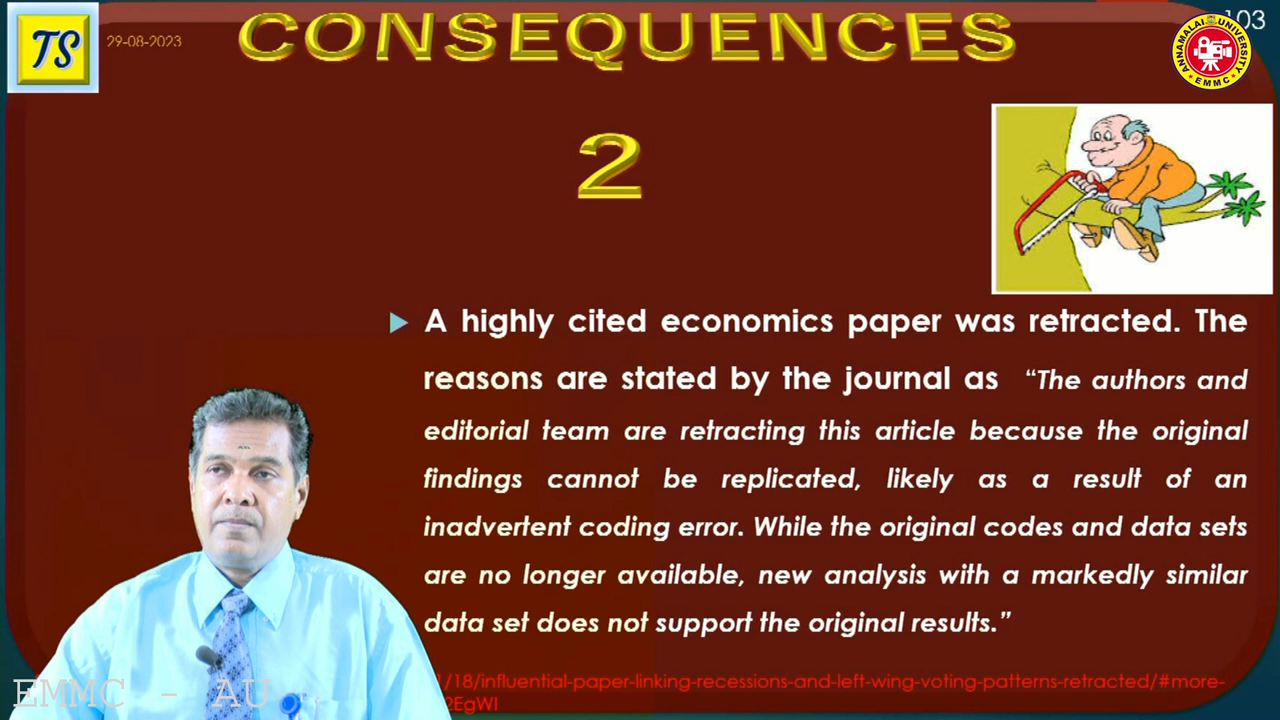 TS
29-08-2023
CONSEQUENCES
103
ANNAMALAI UNIVERSITY
EMMC
2
A highly cited economics paper was retracted. The
reasons are stated by the journal as “The authors and
editorial team are retracting this article because the original
findings cannot be replicated, likely as a result of an
inadvertent coding error. While the original codes and data sets
are no longer available, new analysis with a markedly similar
data set does not support the original results.”
/18/influential-paper-linking-recessions-and-left-wing-voting-patterns-retracted/#more-
2EgWI
EMMC - AU